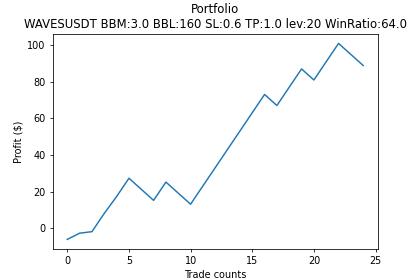 Portfolio
WAVESUSDT BBM:3.0 BBL:160 SL:0.6 TP:1.0 lev:20 WinRatio:64.0
Profit ($)
100
80
60
40
20
0
0 5 10 15 20 25
Trade counts